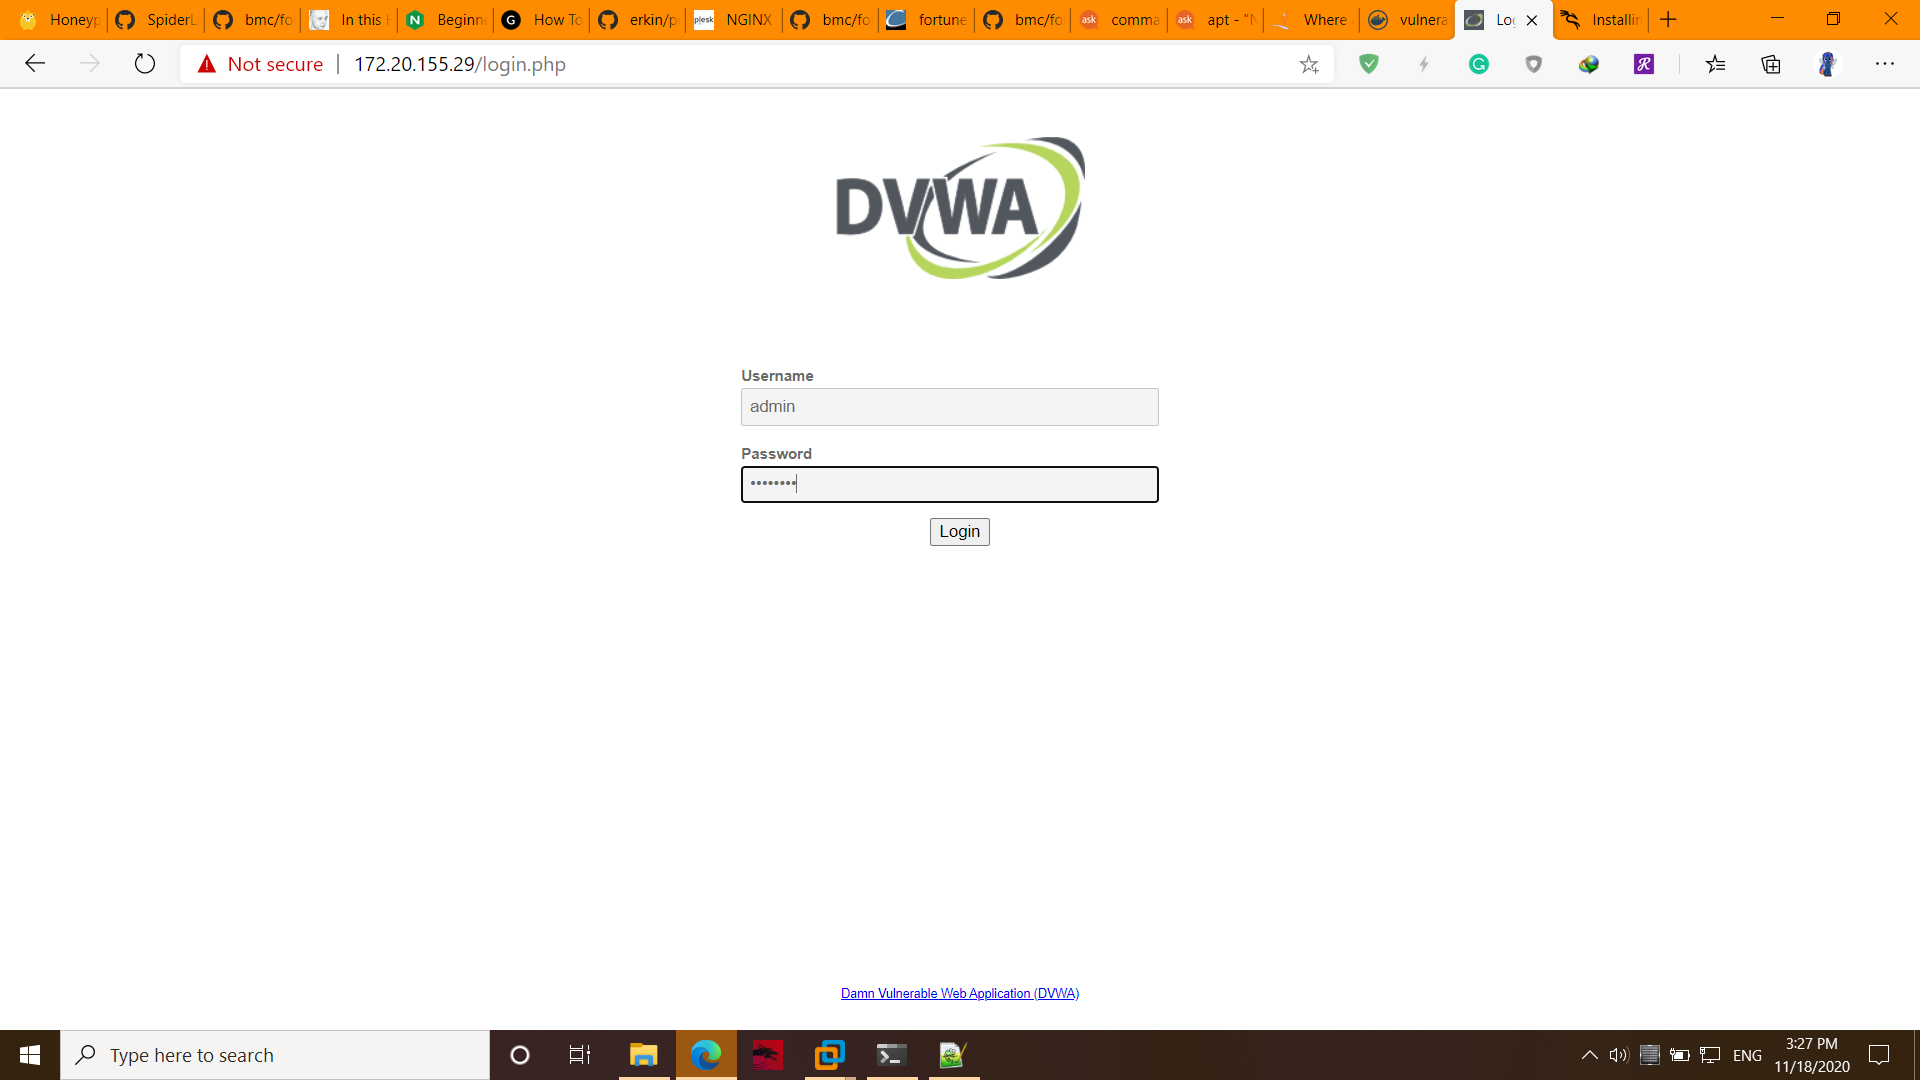 Honeyp
SpiderL
bmc/fo
In this
Beginne
How To
erkin/p
plesk
NGINX
bmc/fo
fortune
bmc/fo
ask
comma
ask
apt - "N
Where
vulnera
Log
Installin
Not secure
172.20.155.29/login.php
DVWA
Username
admin
Password
••••••••
Login
Damn Vulnerable Web Application (DVWA)
Type here to search
ENG
3:27 PM
11/18/2020